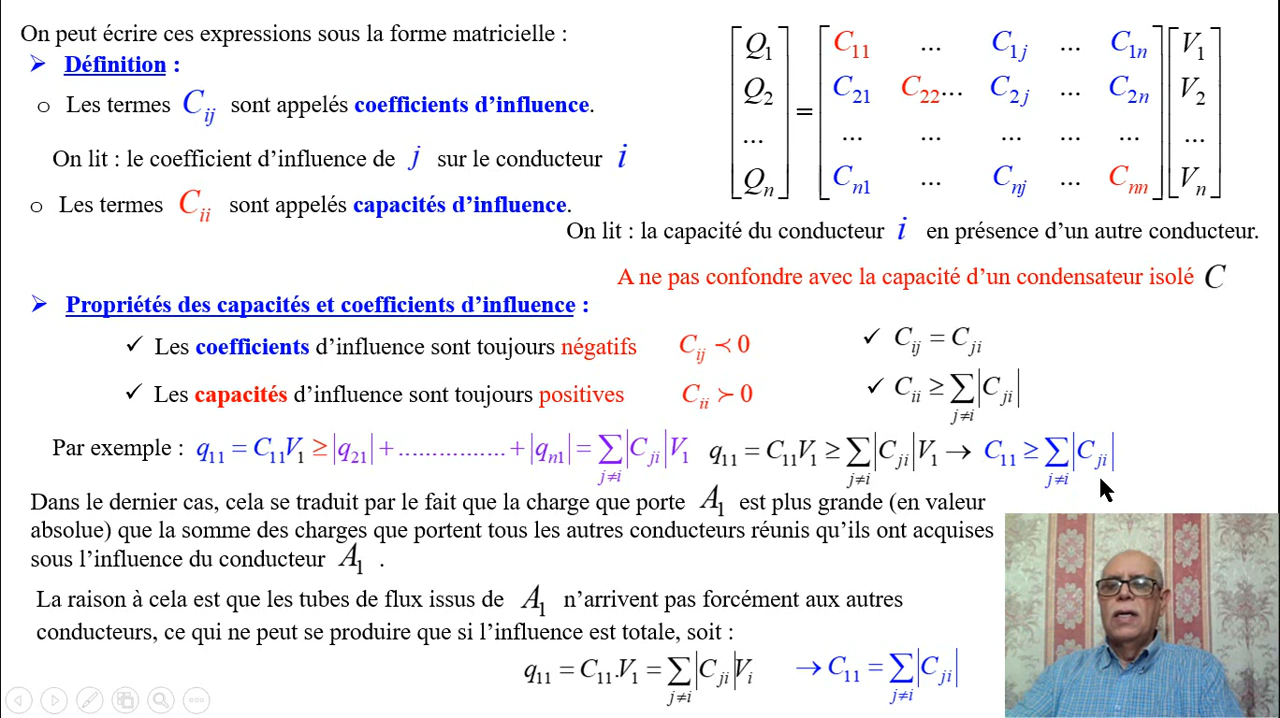 On peut écrire ces expressions sous la forme matricielle :
[Q₁ Q₂ ... Qₙ] = [C₁₁ ... C₁ⱼ ... C₁ₙ
C₂₁ C₂₂... C₂ⱼ ... C₂ₙ
... ... ... ... ...
Cₙ₁ ... Cₙⱼ ... Cₙₙ] [V₁ V₂ ... Vₙ]
➤ Définition :
o Les termes Cᵢⱼ sont appelés coefficients d’influence.
On lit : le coefficient d’influence de j sur le conducteur i
o Les termes Cᵢᵢ sont appelés capacités d’influence.
On lit : la capacité du conducteur i en présence d’un autre conducteur.
A ne pas confondre avec la capacité d’un condensateur isolé C
➤ Propriétés des capacités et coefficients d’influence :
✓ Les coefficients d’influence sont toujours négatifs Cᵢⱼ ≺ 0
✓ Cᵢⱼ = Cⱼᵢ
✓ Les capacités d’influence sont toujours positives Cᵢᵢ ≻ 0
✓ Cᵢᵢ ≥ ∑_{j≠i} |Cⱼᵢ|
Par exemple : q₁₁ = C₁₁V₁ ≥ |q₂₁| + ................ + |qₙ₁| = ∑_{j≠i} |Cⱼᵢ| V₁ q₁₁ = C₁₁V₁ ≥ ∑_{j≠i} |Cⱼᵢ| V₁ → C₁₁ ≥ ∑_{j≠i} |Cⱼᵢ|
Dans le dernier cas, cela se traduit par le fait que la charge que porte A₁ est plus grande (en valeur
absolue) que la somme des charges que portent tous les autres conducteurs réunis qu’ils ont acquises
sous l’influence du conducteur A₁ .
La raison à cela est que les tubes de flux issus de A₁ n’arrivent pas forcément aux autres
conducteurs, ce qui ne peut se produire que si l’influence est totale, soit :
q₁₁ = C₁₁.V₁ = ∑_{j≠i} |Cⱼᵢ| Vᵢ → C₁₁ = ∑_{j≠i} |Cⱼᵢ|